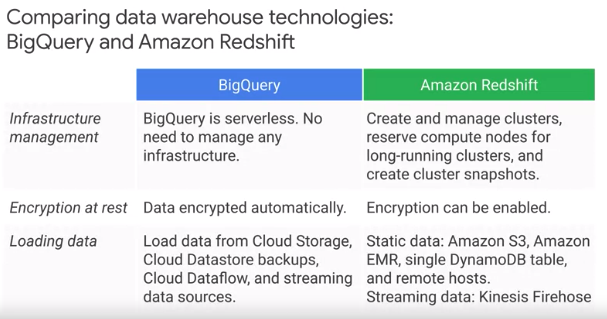 Comparing data warehouse technologies:
BigQuery and Amazon Redshift
BigQuery
Amazon Redshift
Infrastructure
management
BigQuery is serverless. No
need to manage any
infrastructure.
Create and manage clusters,
reserve compute nodes for
long-running clusters, and
create cluster snapshots.
Encryption at rest
Data encrypted automatically.
Encryption can be enabled.
Loading data
Load data from Cloud Storage,
Cloud Datastore backups,
Cloud Dataflow, and streaming
data sources.
Static data: Amazon S3, Amazon
EMR, single DynamoDB table,
and remote hosts.
Streaming data: Kinesis Firehose